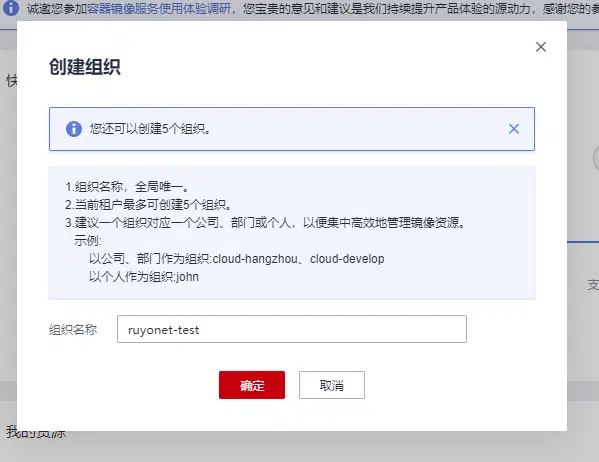 诚邀您参加容器镜像服务使用体验调研，您宝贵的意见和建议是我们持续提升产品体验的源动力，感谢您的参
快
创建组织
您还可以创建5个组织。
1.组织名称，全局唯一。
2.当前租户最多可创建5个组织。
3.建议一个组织对应一个公司、部门或个人，以便集中高效地管理镜像资源。
示例:
以公司、部门作为组织:cloud-hangzhou、cloud-develop
以个人作为组织:john
支
组织名称 ruyonet-test
确定 取消
我的资源